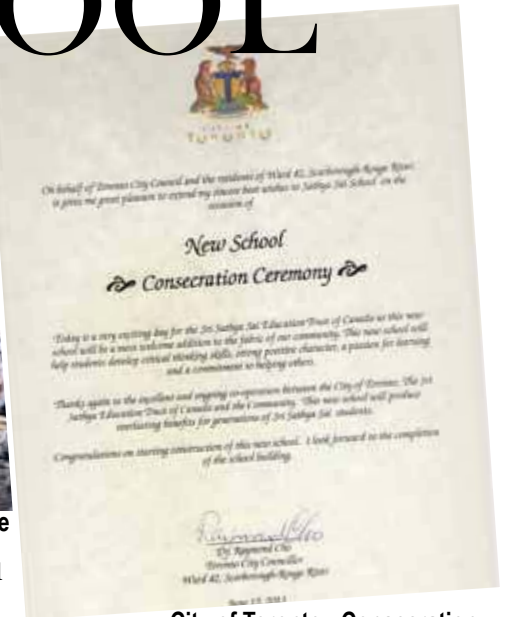 OOL
CITY OF
TORONTO
On behalf of Toronto City Council and the residents of Ward 42, Scarborough-Rouge River
it gives me great pleasure to extend my sincere best wishes to Sathya Sai School on the
occasion of
New School
Consecration Ceremony
Today is a very exciting day for the Sri Sathya Sai Education Trust of Canada as this new
school will be a most welcome addition to the fabric of our community. This new school will
help students develop critical thinking skills, strong positive character, a passion for learning
and a commitment to helping others.
Thanks again to the excellent and ongoing co-operation between the City of Toronto, The Sri
Sathya Education Trust of Canada and the Community. This new school will produce
everlasting benefits for generations of Sri Sathya Sai students.
Congratulations on starting construction of this new school. I look forward to the completion
of the school building.
Raymond Cho
Dr. Raymond Cho
Toronto City Councillor
Ward 42, Scarborough-Rouge River
e
City of Toronto - Consecration